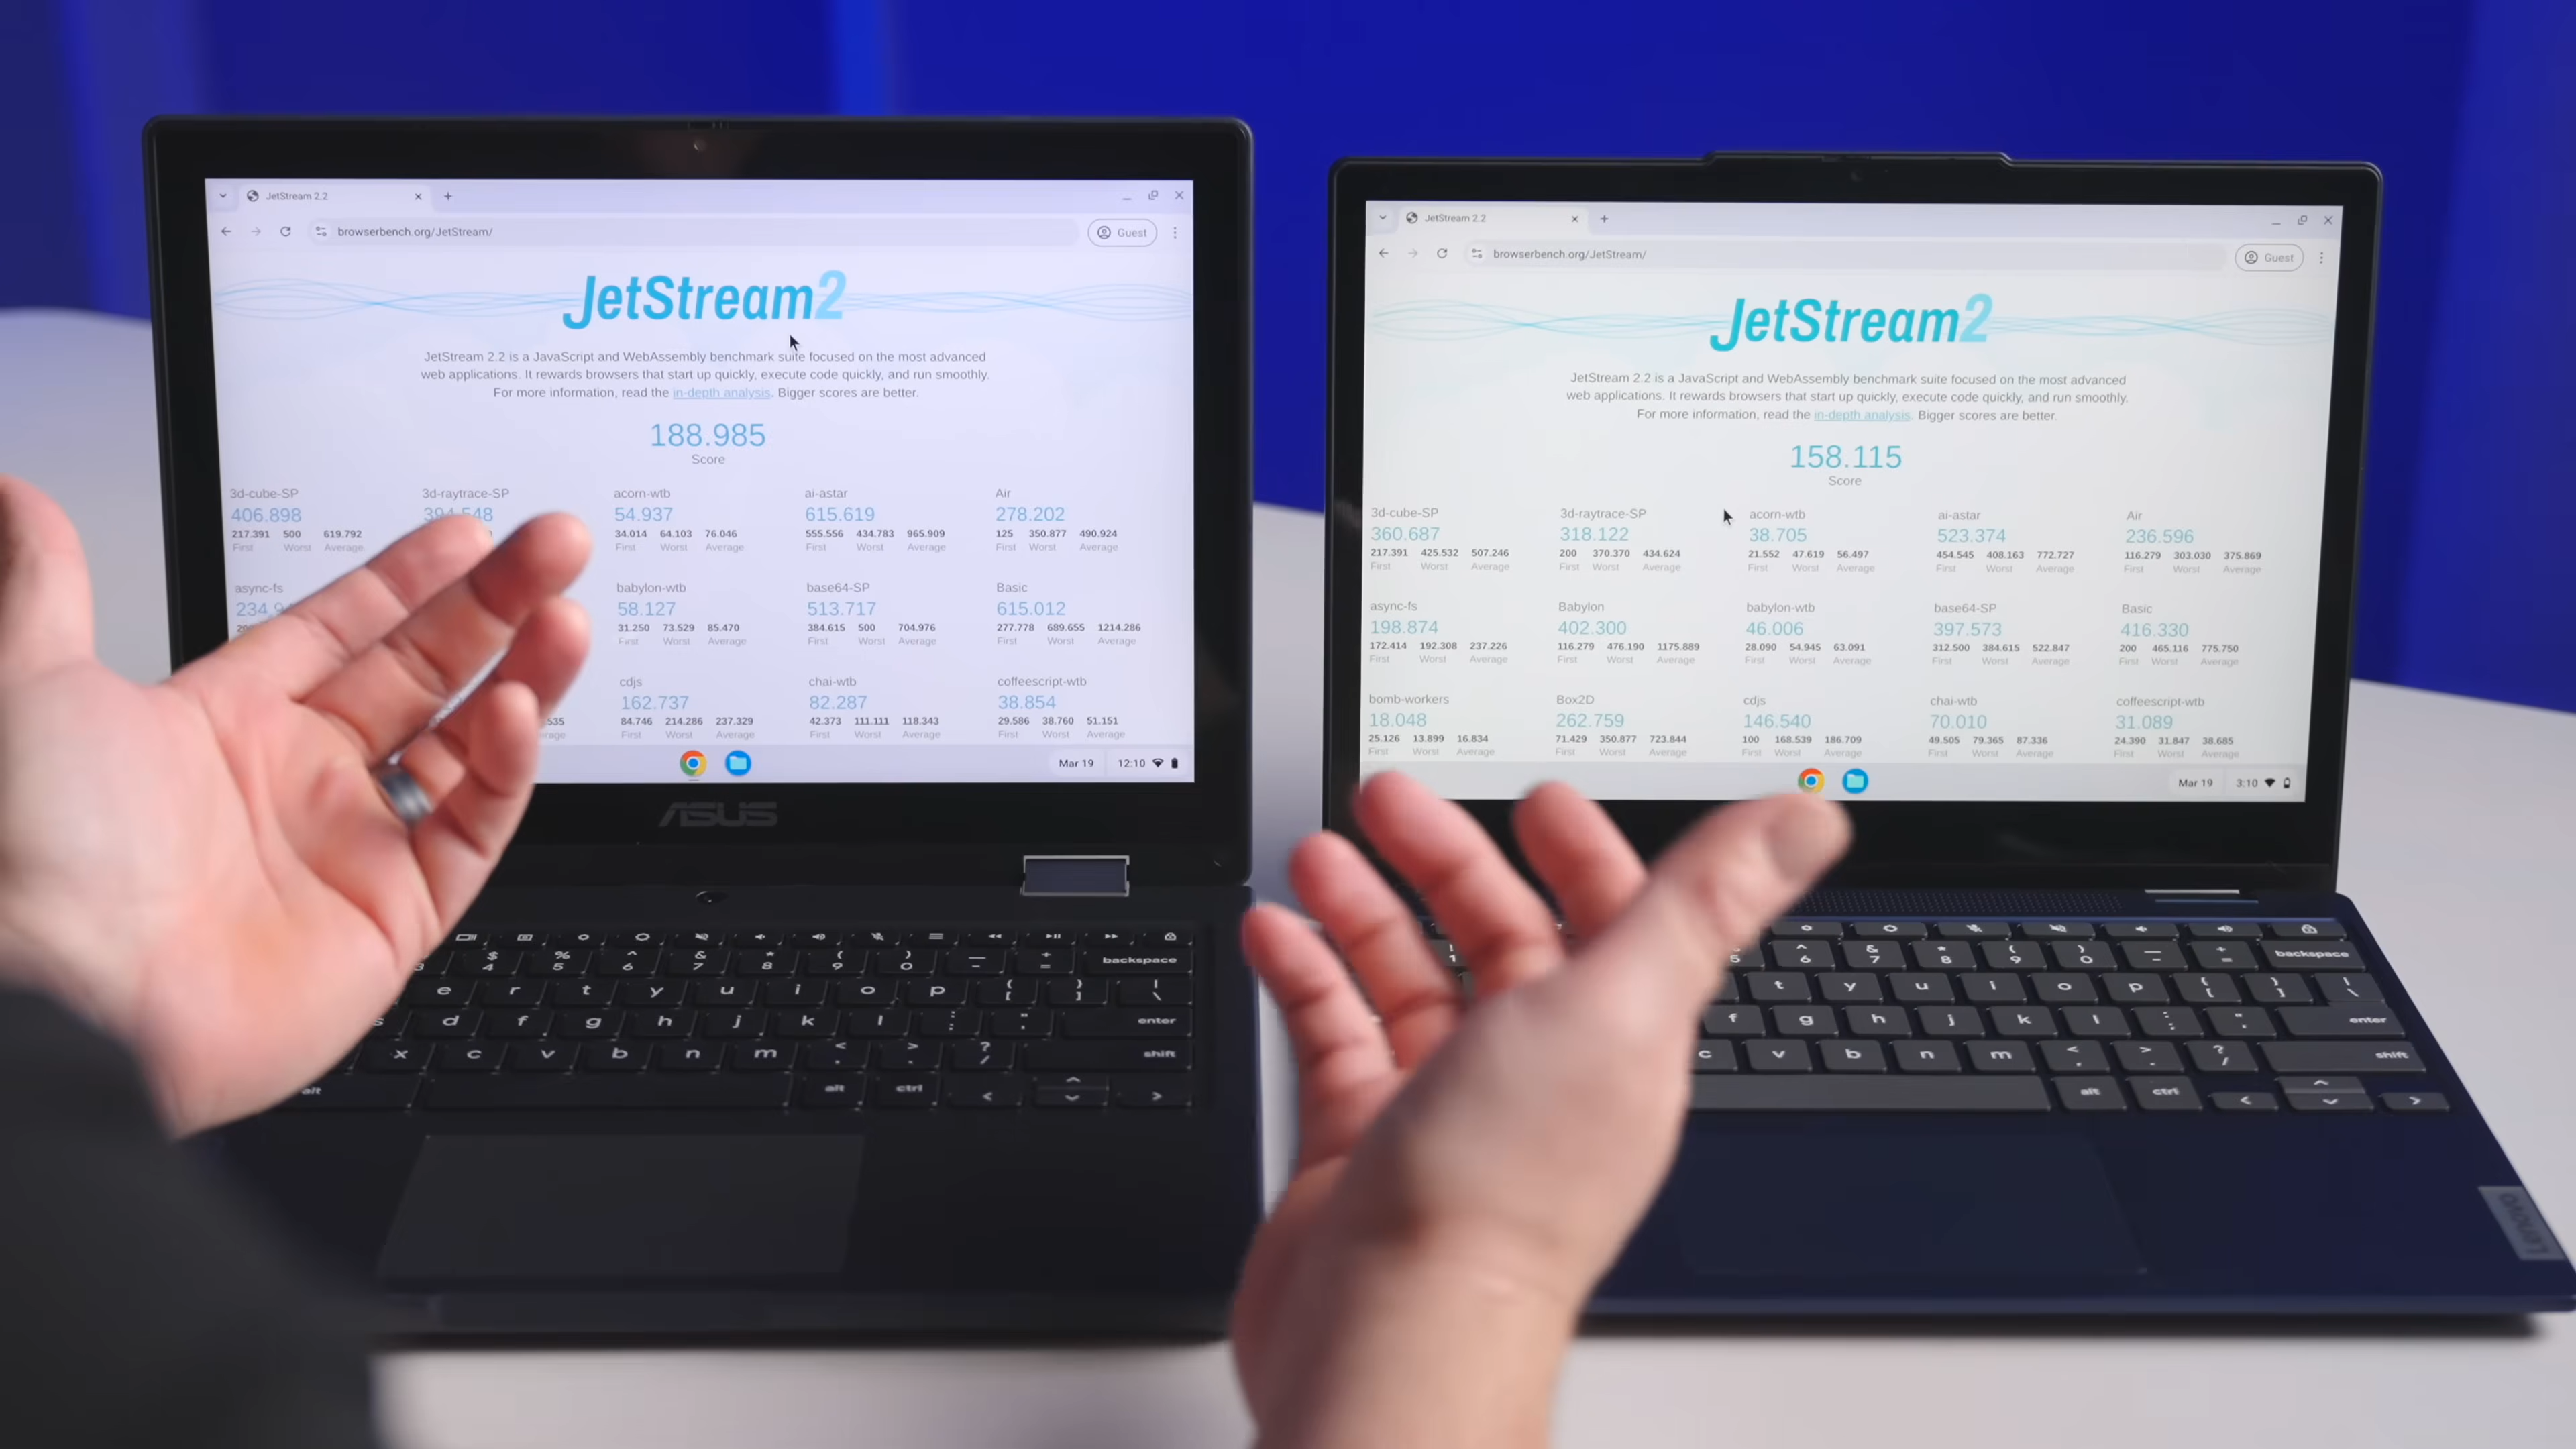 JetStream 2.2
browserbench.org/JetStream/
Guest
JetStream2
JetStream 2.2 is a JavaScript and WebAssembly benchmark suite focused on the most advanced
web applications. It rewards browsers that start up quickly, execute code quickly, and run smoothly.
For more information, read the in-depth analysis. Bigger scores are better.
188.985
Score
3d-cube-SP 3d-raytrace-SP acorn-wtb ai-astar Air
406.898 54.937 615.619 278.202
217.391 500 619.792 34.014 64.103 76.046 555.556 434.783 965.909 125 350.877 490.924
First Worst Average First Worst Average First Worst Average First Worst Average
async-fs babylon-wtb base64-SP Basic
58.127 513.717 615.012
31.250 73.529 85.470 384.615 500 704.976 277.778 689.655 1214.286
First Worst Average First Worst Average First Worst Average
cdjs chai-wtb coffeescript-wtb
162.737 82.287 38.854
84.746 214.286 237.329 42.373 111.111 118.343 29.586 38.760 51.151
First Worst Average First Worst Average First Worst Average
Mar 19 12:10
ASUS
$ % ^ & * ( ) — +
4 5 6 7 8 9 0 - = backspace
e r t y u i o p { [ } ] | \
d f g h j k l : ; " ' enter
x c v b n m < , > . ? / shift
alt alt ctrl < ^ v >
JetStream 2.2
browserbench.org/JetStream/
Guest
JetStream2
JetStream 2.2 is a JavaScript and WebAssembly benchmark suite focused on the most advanced
web applications. It rewards browsers that start up quickly, execute code quickly, and run smoothly.
For more information, read the in-depth analysis. Bigger scores are better.
158.115
Score
3d-cube-SP 3d-raytrace-SP acorn-wtb ai-astar Air
360.687 318.122 38.705 523.374 236.596
217.391 425.532 507.246 200 370.370 434.624 21.552 47.619 56.497 454.545 408.163 772.727 116.279 303.030 375.869
First Worst Average First Worst Average First Worst Average First Worst Average First Worst Average
async-fs Babylon babylon-wtb base64-SP Basic
198.874 402.300 46.006 397.573 416.330
172.414 192.308 237.226 116.279 476.190 1175.889 28.090 54.945 63.091 312.500 384.615 522.847 200 465.116 775.750
First Worst Average First Worst Average First Worst Average First Worst Average First Worst Average
bomb-workers Box2D cdjs chai-wtb coffeescript-wtb
18.048 262.759 146.540 70.010 31.089
25.126 13.899 16.834 71.429 350.877 723.844 100 168.539 186.709 49.505 79.365 87.336 24.390 31.847 38.685
First Worst Average First Worst Average First Worst Average First Worst Average First Worst Average
Mar 19 3:10
^ & * ( ) — +
5 6 7 8 9 0 - = backspace
t y u i o p { [ } ] | \
f g h j k l : ; " ' enter
c v b n m < , > . ? / shift
alt ctrl < ^ v >
Lenovo